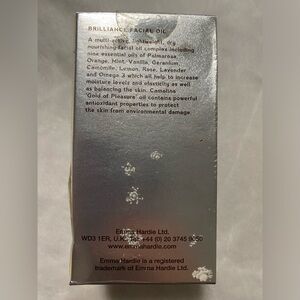 BRILLIANCE FACIAL OIL
A multi-active, lightweight, dry
nourishing facial oil complex including
nine essential oils of Palmarosa,
Orange, Mint, Vanilla, Geranium,
Camomile, Lemon, Rose, Lavender
and Omega 3 which all help to increase
moisture levels and elasticity as well
as balancing the skin. Camelina
'Gold of Pleasure' oil contains powerful
antioxidant properties to protect
the skin from environmental damage.
Emma Hardie Ltd.
WD3 1ER, U.K. Tel: +44 (0) 20 3745
www.emmahardie.com
Emma Hardie is a registered
trademark of Emma Hardie Ltd.